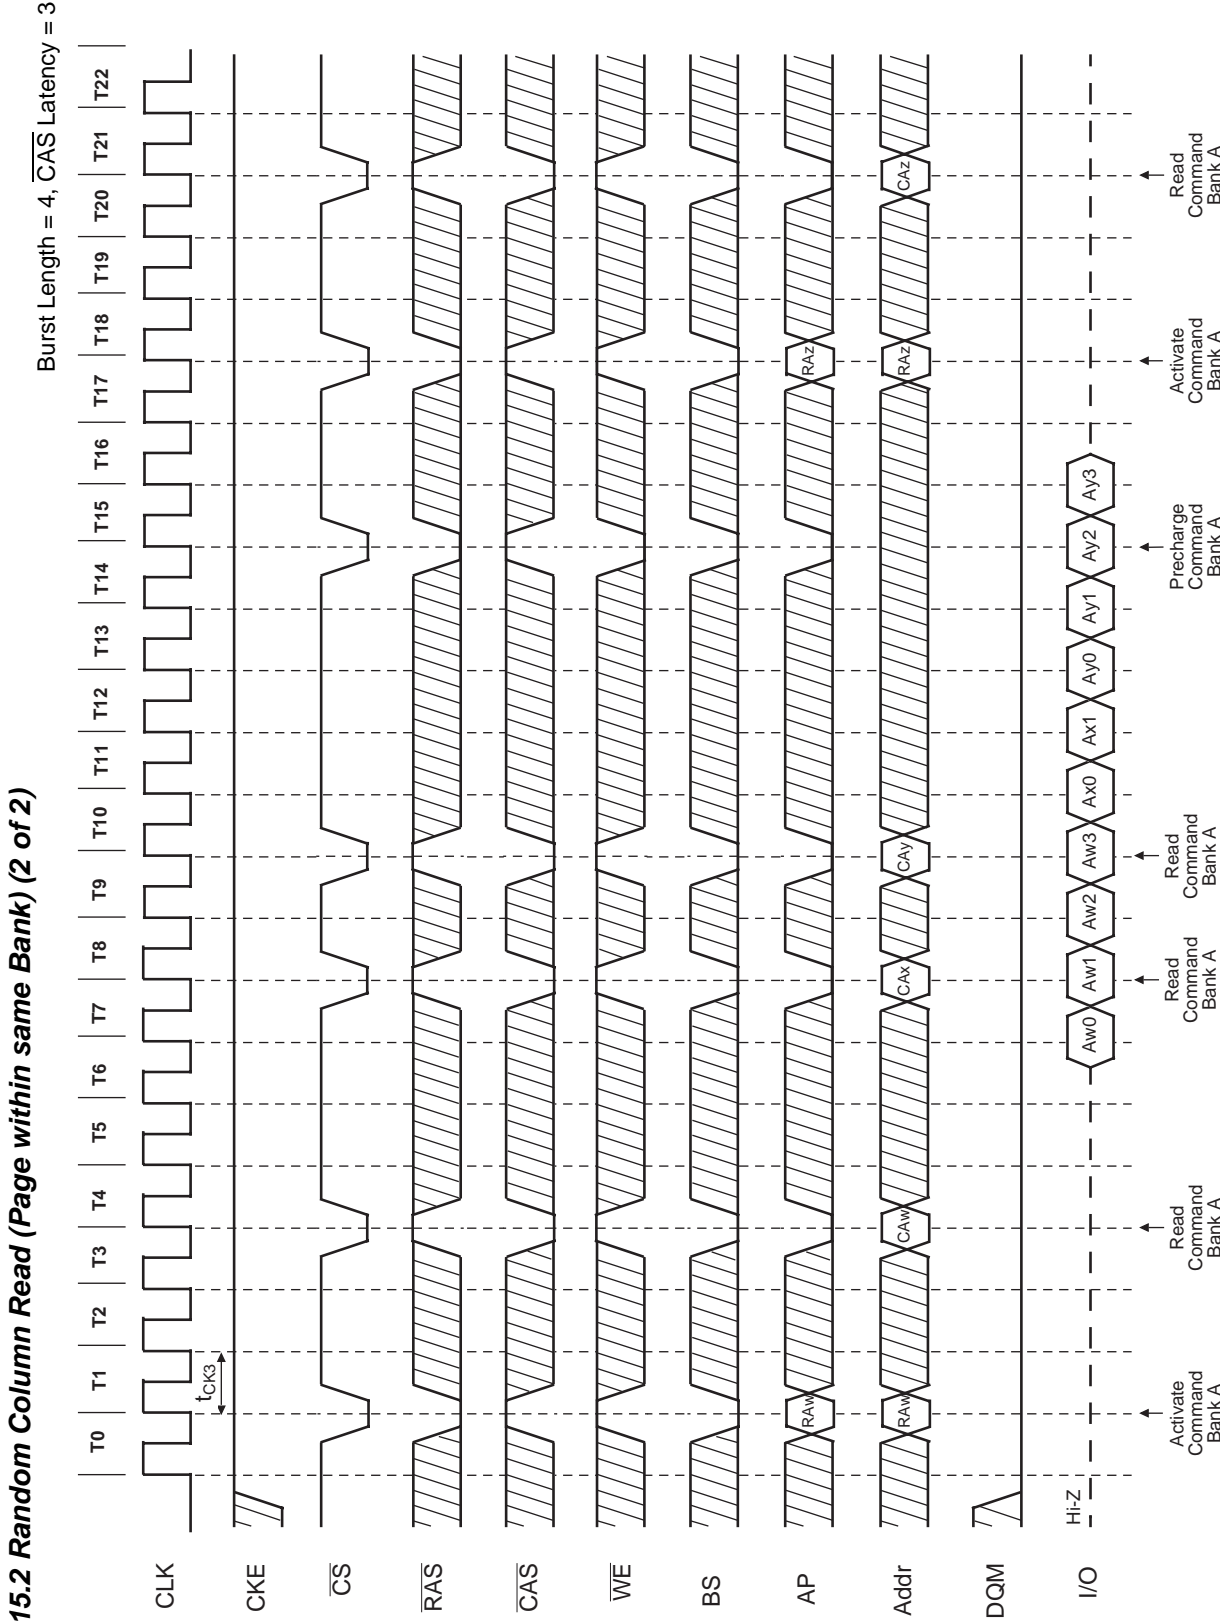 15.2 Random Column Read (Page within same Bank) (2 of 2)
Burst Length = 4, CAS Latency = 3
T0 T1 T2 T3 T4 T5 T6 T7 T8 T9 T10 T11 T12 T13 T14 T15 T16 T17 T18 T19 T20 T21 T22
CLK
tCK3
CKE
CS
RAS
CAS
WE
BS
AP
RAw RAz
Addr
RAw CAw CAx CAy RAz CAz
DQM
I/O
Hi-Z
Aw0 Aw1 Aw2 Aw3 Ax0 Ax1 Ay0 Ay1 Ay2 Ay3
Activate
Command
Bank A
Read
Command
Bank A
Read
Command
Bank A
Read
Command
Bank A
Precharge
Command
Bank A
Activate
Command
Bank A
Read
Command
Bank A